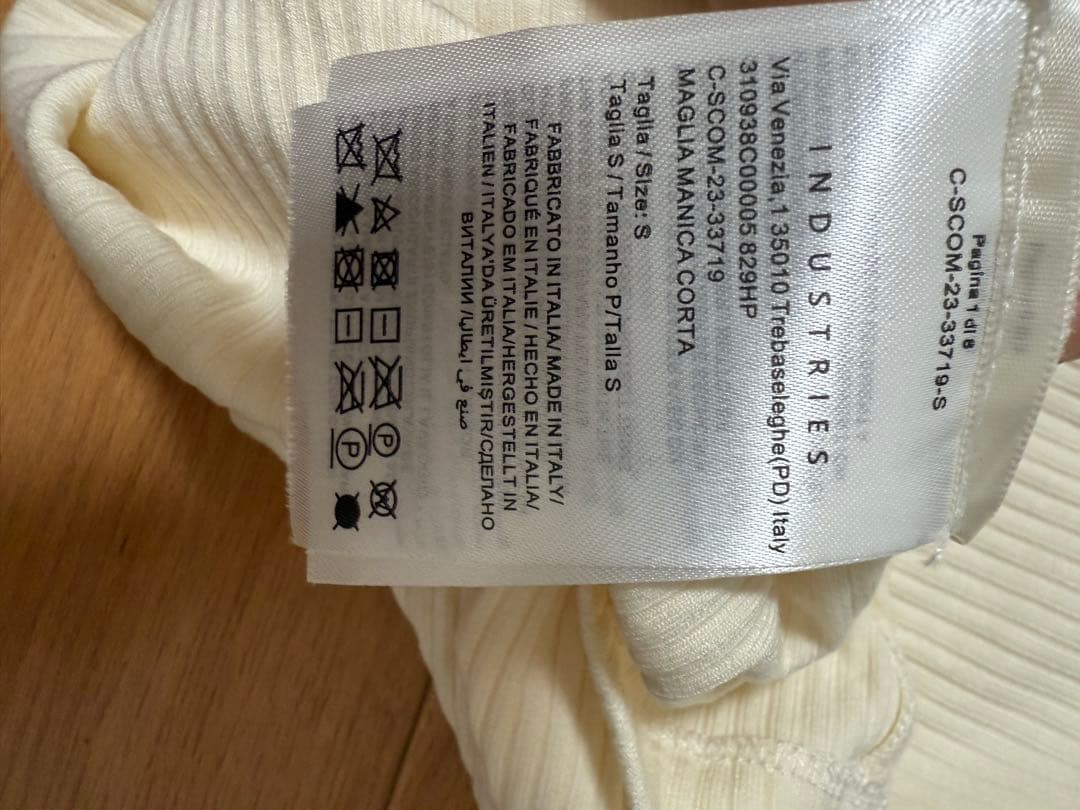 Pagina 1 di 8
C-SCOM-23-33719-S
INDUSTRIES
Via Venezia,1 35010 Trebaseleghe(PD) Italy
310938C00005 829HP
C-SCOM-23-33719
MAGLIA MANICA CORTA
Taglia / Size: S
Taglia S / Tamanho P/Talla S
FABBRICATO IN ITALIA/ MADE IN ITALY/
FABRIQUÉ EN ITALIE / HECHO EN ITALIA/
FABRICADO EM ITALIA/HERGESTELLT IN
ITALIEN / ITALYA'DA ÜRETILMIŞTIR/СДЕЛАНО
ВИТАЛИИ /صنع في ايطاليا
P
P